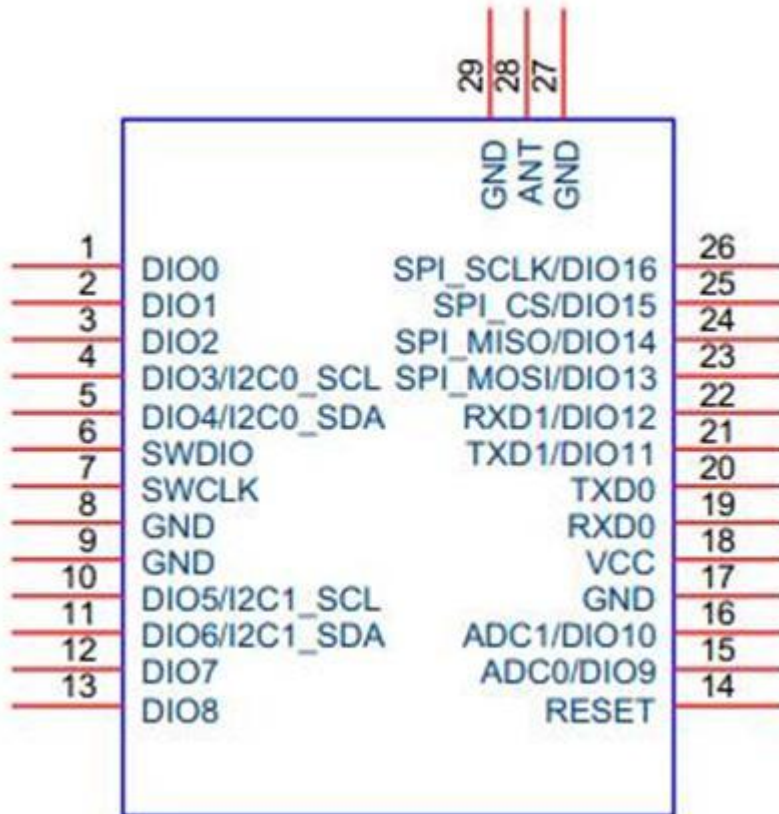 29 28 27
GND ANT GND
1 DIO0 SPI_SCLK/DIO16 26
2 DIO1 SPI_CS/DIO15 25
3 DIO2 SPI_MISO/DIO14 24
4 DIO3/I2C0_SCL SPI_MOSI/DIO13 23
5 DIO4/I2C0_SDA RXD1/DIO12 22
6 SWDIO TXD1/DIO11 21
7 SWCLK TXD0 20
8 GND RXD0 19
9 GND VCC 18
10 DIO5/I2C1_SCL GND 17
11 DIO6/I2C1_SDA ADC1/DIO10 16
12 DIO7 ADC0/DIO9 15
13 DIO8 RESET 14